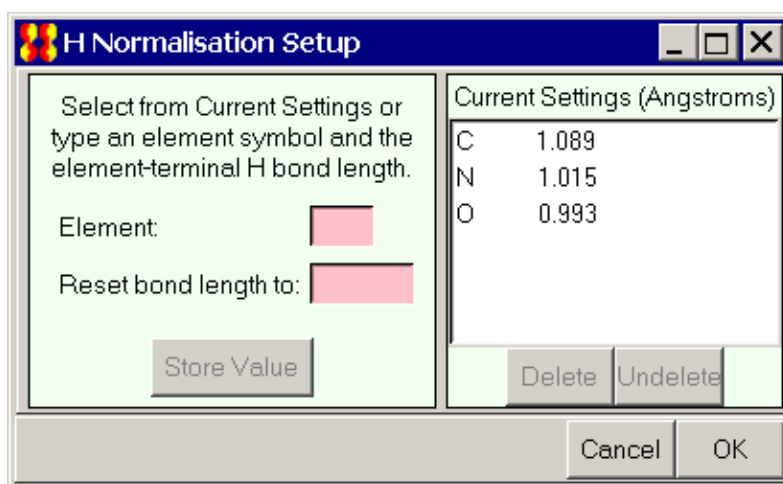 H Normalisation Setup
Select from Current Settings or
type an element symbol and the
element-terminal H bond length.
Element:
Reset bond length to:
Store Value
Current Settings (Angstroms)
C 1.089
N 1.015
O 0.993
Delete Undelete
Cancel OK